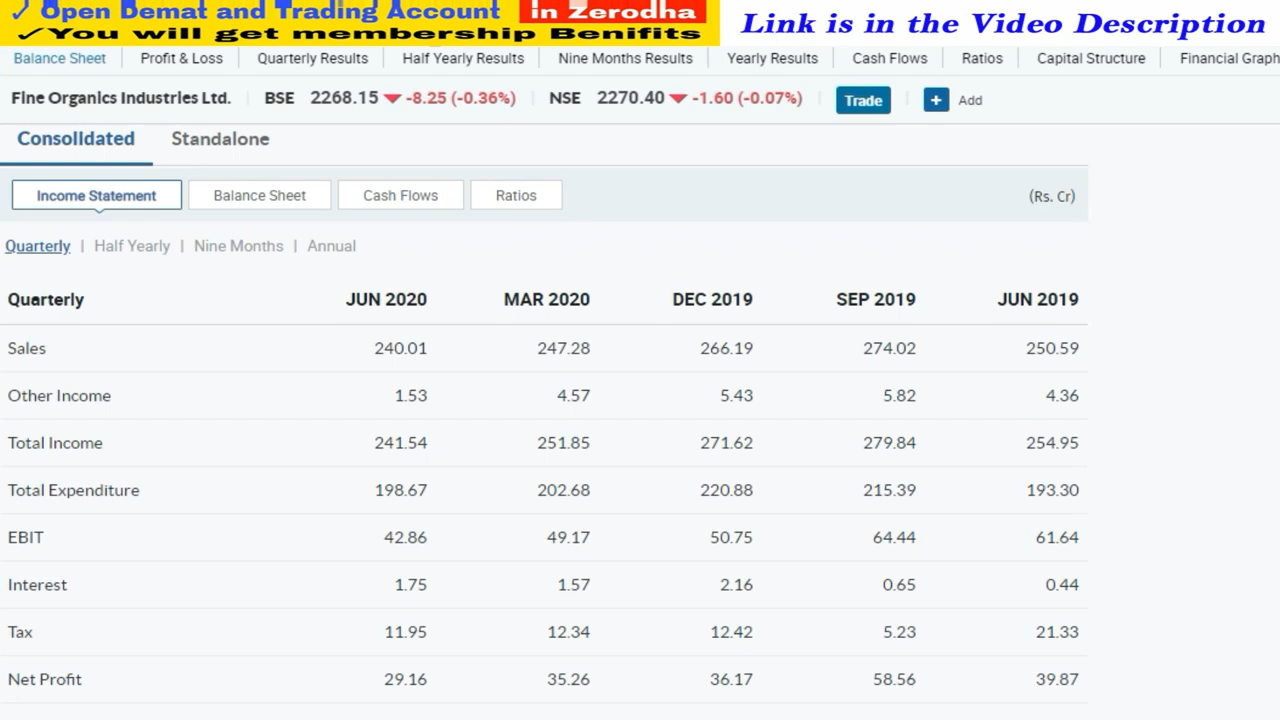 ✓ Open Demat and Trading Account In Zerodha
✓You will get membership Benifits
Link is in the Video Description
Balance Sheet Profit & Loss Quarterly Results Half Yearly Results Nine Months Results Yearly Results Cash Flows Ratios Capital Structure Financial Graph
Fine Organics Industries Ltd. BSE 2268.15 -8.25 (-0.36%) NSE 2270.40 -1.60 (-0.07%) Trade + Add
Consolidated Standalone
Income Statement Balance Sheet Cash Flows Ratios (Rs. Cr)
Quarterly | Half Yearly | Nine Months | Annual
Quarterly JUN 2020 MAR 2020 DEC 2019 SEP 2019 JUN 2019
Sales 240.01 247.28 266.19 274.02 250.59
Other Income 1.53 4.57 5.43 5.82 4.36
Total Income 241.54 251.85 271.62 279.84 254.95
Total Expenditure 198.67 202.68 220.88 215.39 193.30
EBIT 42.86 49.17 50.75 64.44 61.64
Interest 1.75 1.57 2.16 0.65 0.44
Tax 11.95 12.34 12.42 5.23 21.33
Net Profit 29.16 35.26 36.17 58.56 39.87